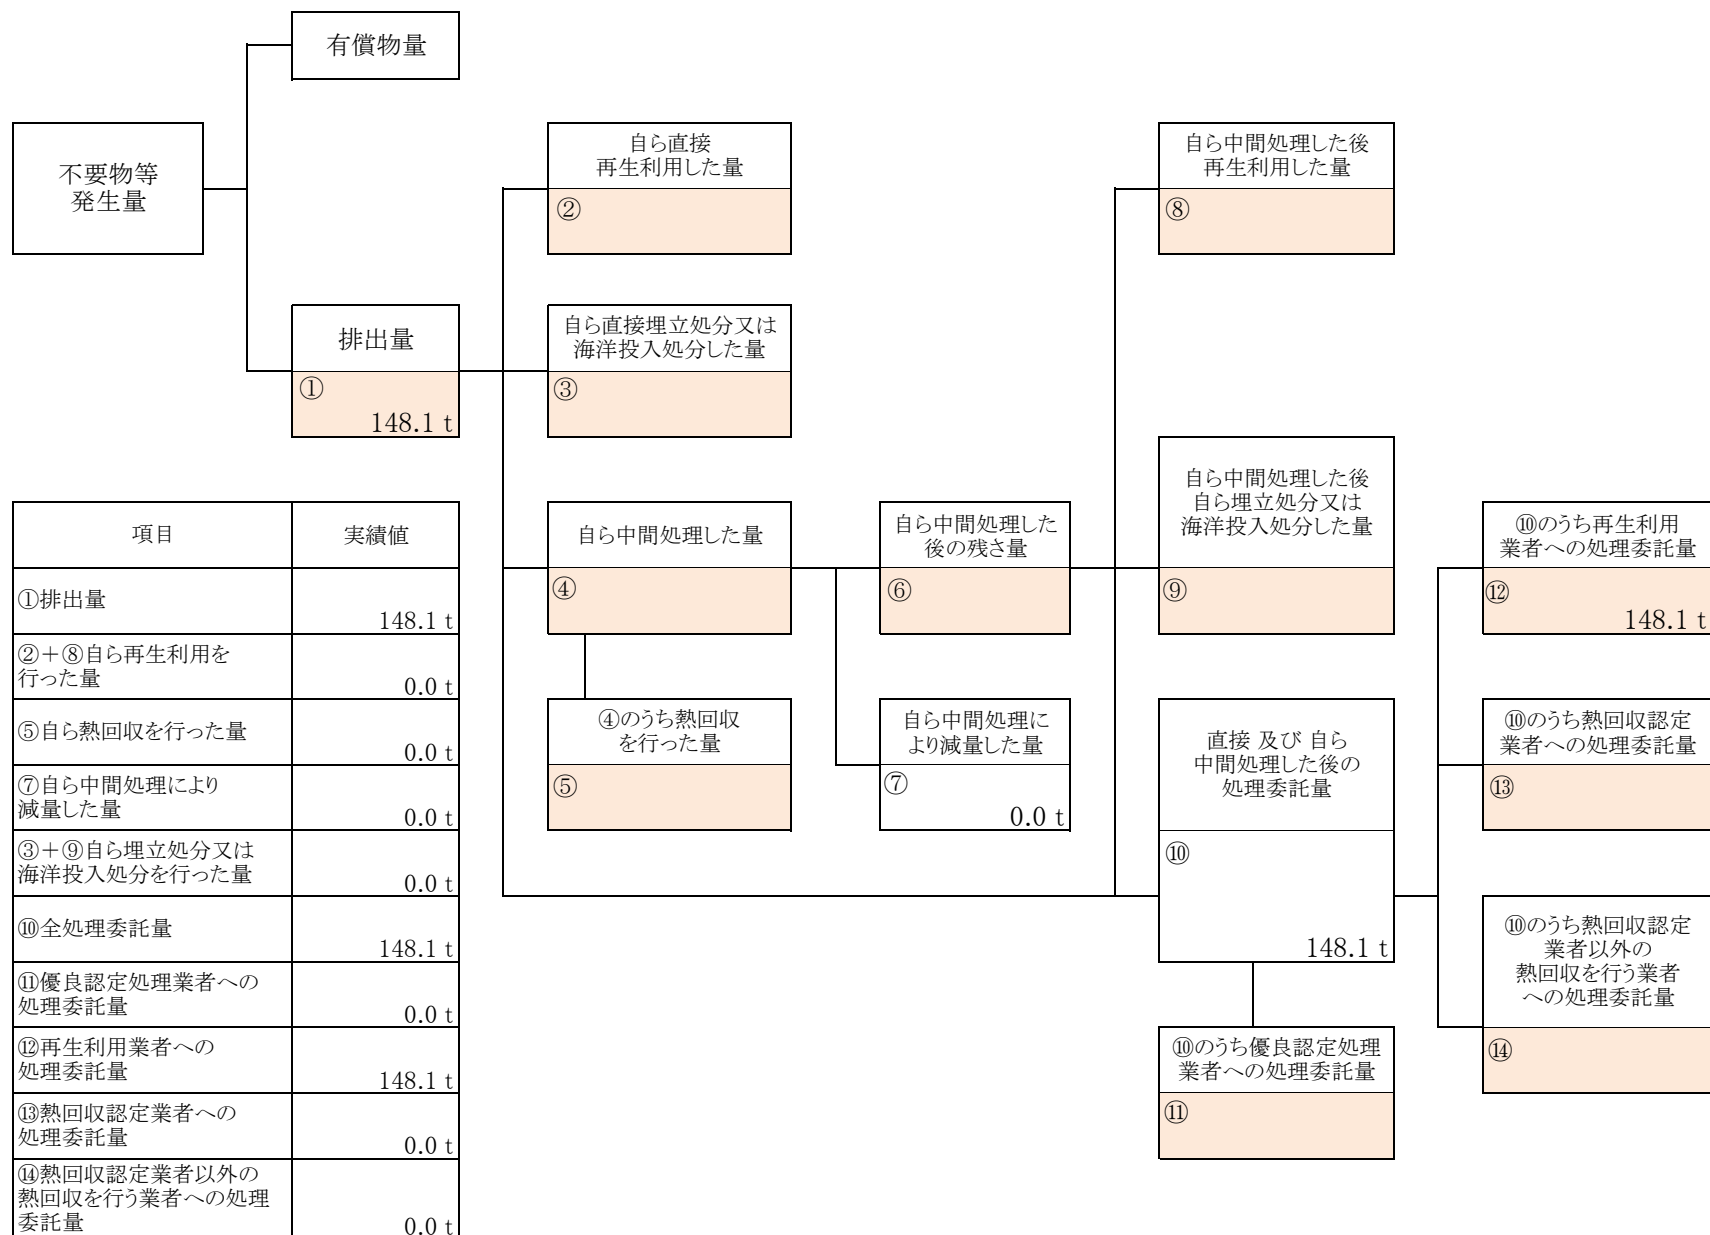 有償物量
不要物等
発生量
自ら直接
再生利用した量
②
自ら中間処理した後
再生利用した量
⑧
排出量
①
148.1 t
自ら直接埋立処分又は
海洋投入処分した量
③
自ら中間処理した量
④
自ら中間処理した
後の残さ量
⑥
自ら中間処理した後
自ら埋立処分又は
海洋投入処分した量
⑨
⑩のうち再生利用
業者への処理委託量
⑫
148.1 t
④のうち熱回収
を行った量
⑤
自ら中間処理に
より減量した量
⑦
0.0 t
直接 及び 自ら
中間処理した後の
処理委託量
⑩
148.1 t
⑩のうち熱回収認定
業者への処理委託量
⑬
⑩のうち熱回収認定
業者以外の
熱回収を行う業者
への処理委託量
⑭
⑩のうち優良認定処理
業者への処理委託量
⑪
項目 実績値
①排出量
148.1 t
②＋⑧自ら再生利用を
行った量
0.0 t
⑤自ら熱回収を行った量
0.0 t
⑦自ら中間処理により
減量した量
0.0 t
③＋⑨自ら埋立処分又は
海洋投入処分を行った量
0.0 t
⑩全処理委託量
148.1 t
⑪優良認定処理業者への
処理委託量
0.0 t
⑫再生利用業者への
処理委託量
148.1 t
⑬熱回収認定業者への
処理委託量
0.0 t
⑭熱回収認定業者以外の
熱回収を行う業者への処理
委託量
0.0 t